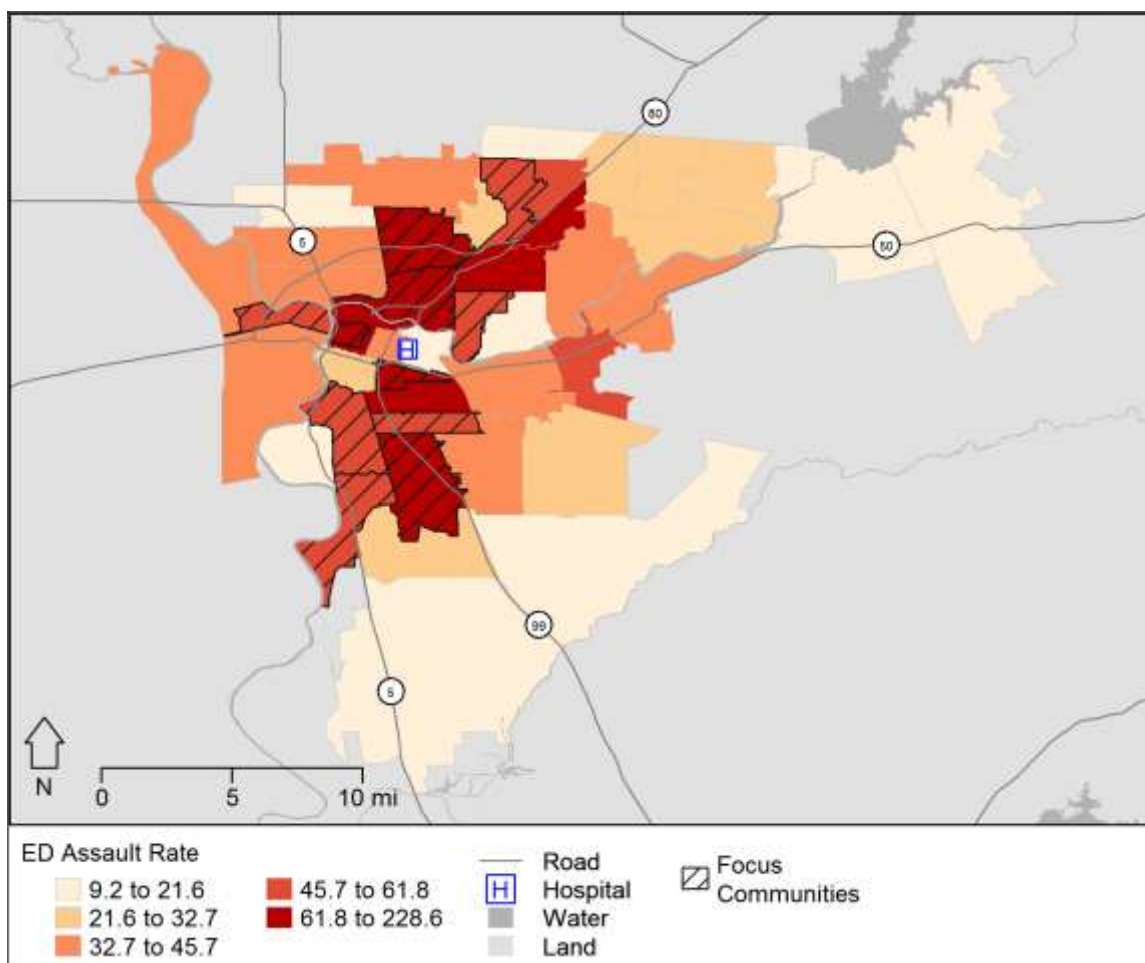 80
5
50
99
5
N
0 5 10 mi
ED Assault Rate
9.2 to 21.6
21.6 to 32.7
32.7 to 45.7
45.7 to 61.8
61.8 to 228.6
Road
H Hospital
Water
Land
Focus
Communities